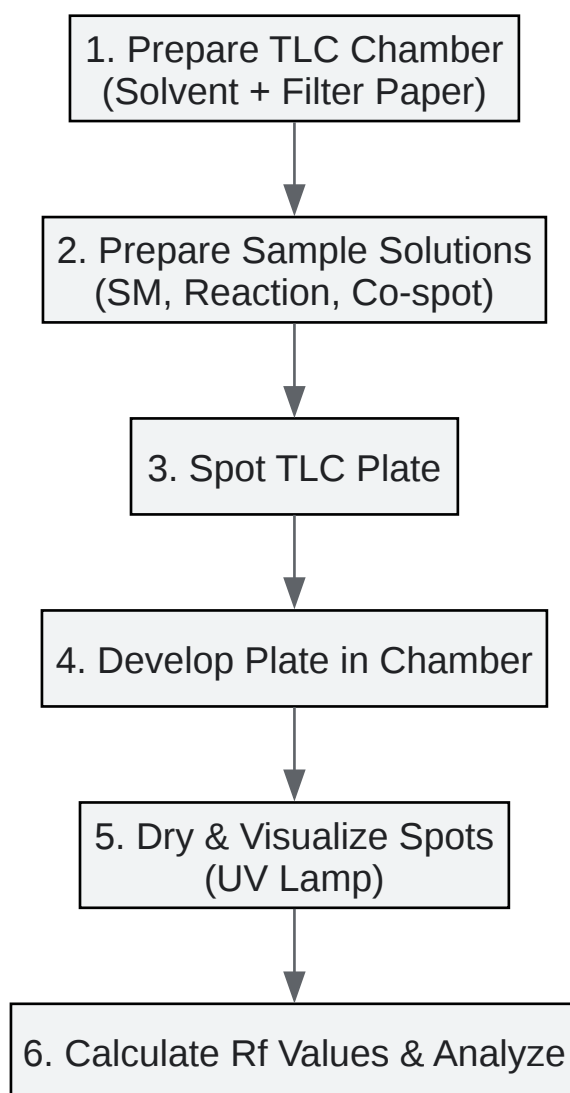 1. Prepare TLC Chamber
(Solvent + Filter Paper)
2. Prepare Sample Solutions
(SM, Reaction, Co-spot)
3. Spot TLC Plate
4. Develop Plate in Chamber
5. Dry & Visualize Spots
(UV Lamp)
6. Calculate Rf Values & Analyze